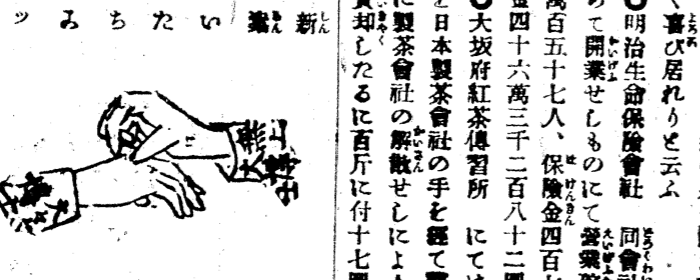 く喜び居れりと云ふ
明治生命保險會社 同會社
めて開業せしものにて營業
萬百五十七人、保險金四百
金四十六萬三千二百八十二圓
大坂府紅茶傳習所 にては
を日本製茶會社の手を經て
に製茶會社の解散せしによ
賣却したるに百斤に付十七圓
新案いたち